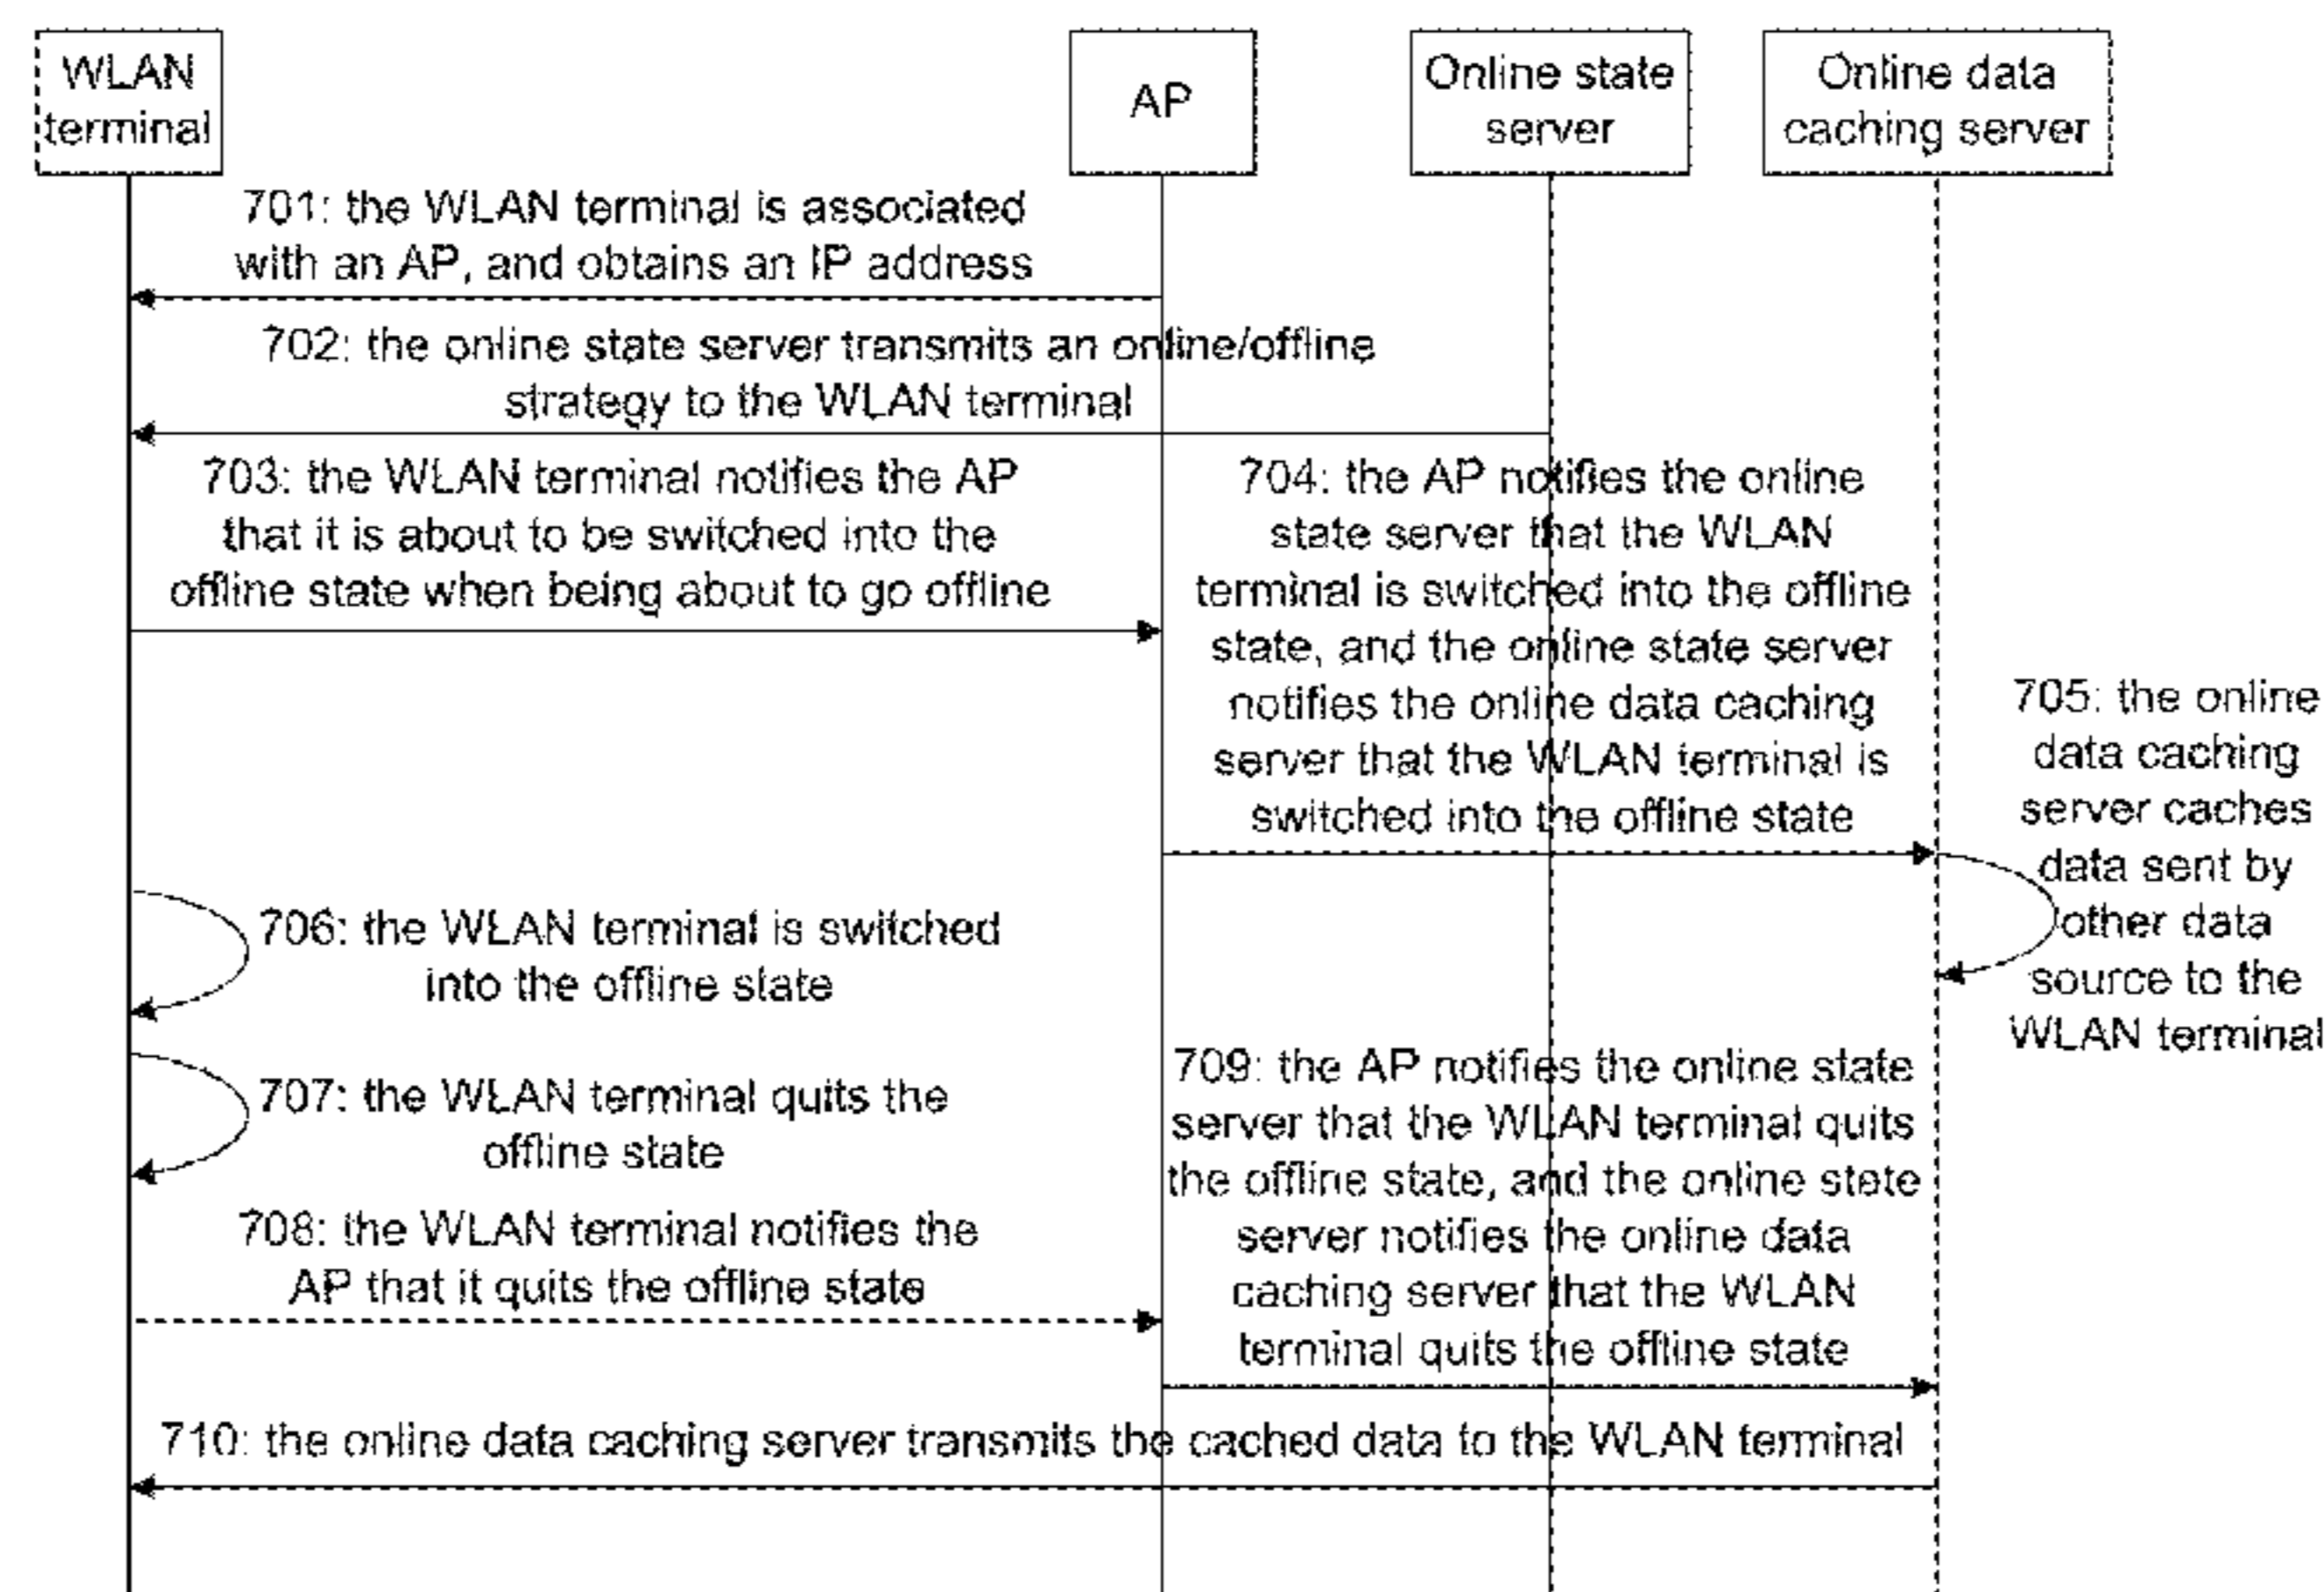 WLAN
terminal
AP
Online state
server
Online data
caching server
701: the WLAN terminal is associated
with an AP, and obtains an IP address
702: the online state server transmits an online/offline
strategy to the WLAN terminal
703: the WLAN terminal notifies the AP
that it is about to be switched into the
offline state when being about to go offline
704: the AP notifies the online
state server that the WLAN
terminal is switched into the offline
state, and the online state server
notifies the online data caching
server that the WLAN terminal is
switched into the offline state
705: the online
data caching
server caches
data sent by
other data
source to the
WLAN terminal
706: the WLAN terminal is switched
into the offline state
707: the WLAN terminal quits the
offline state
708: the WLAN terminal notifies the
AP that it quits the offline state
709: the AP notifies the online state
server that the WLAN terminal quits
the offline state, and the online stete
server notifies the online data
caching server that the WLAN
terminal quits the offline state
710: the online data caching server transmits the cached data to the WLAN terminal